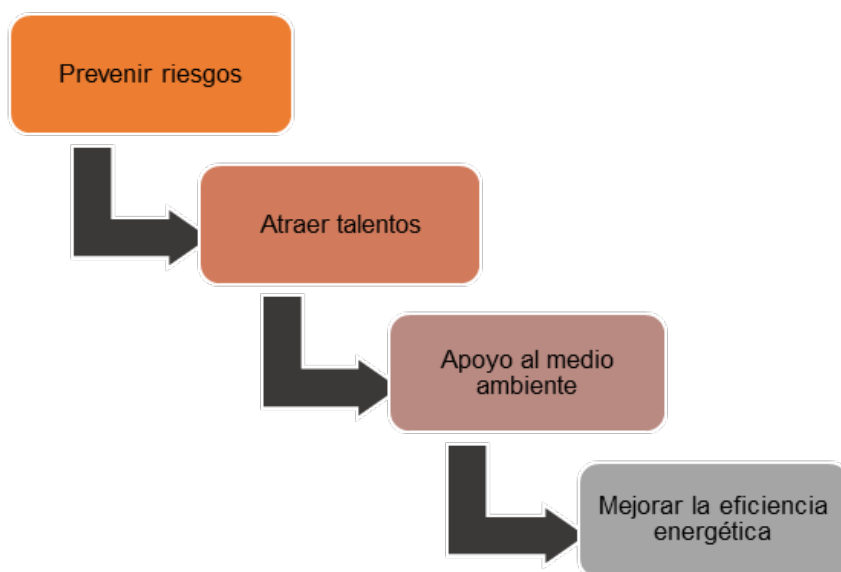 Prevenir riesgos
Atraer talentos
Apoyo al medio
ambiente
Mejorar la eficiencia
energética